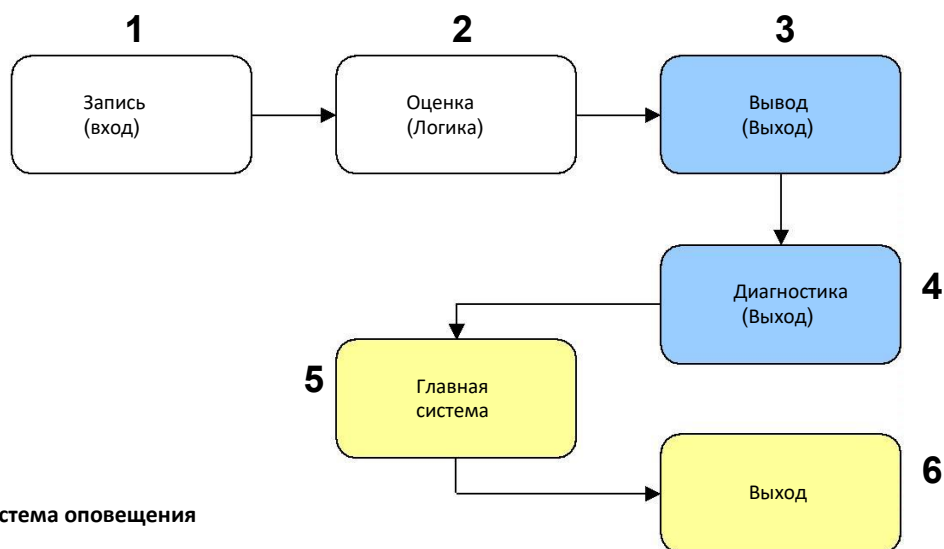 1
2
3
Запись
(вход)
Оценка
(Логика)
Вывод
(Выход)
Диагностика
(Выход)
4
5
Главная
система
Выход
6
стема оповещения